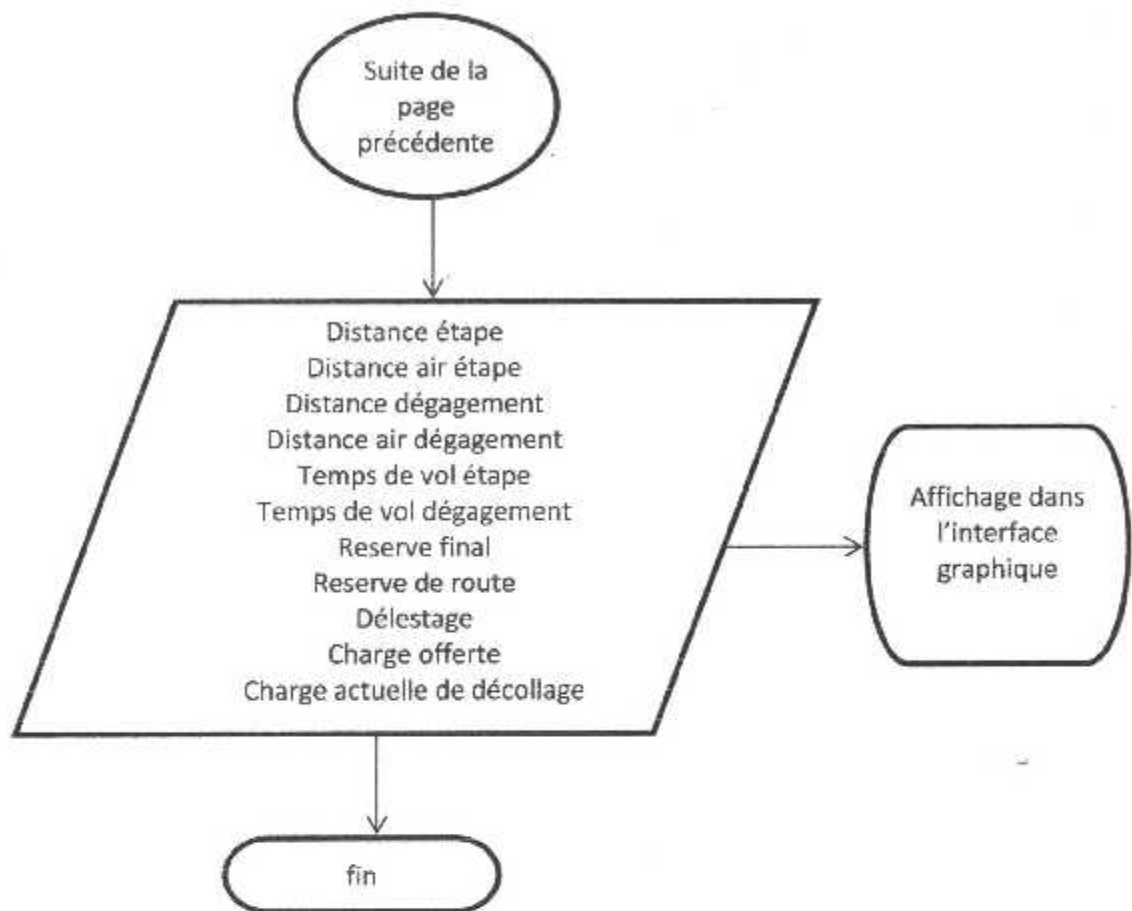 Suite de la
page
précédente
Distance étape
Distance air étape
Distance dégagement
Distance air dégagement
Temps de vol étape
Temps de vol dégagement
Reserve final
Reserve de route
Délestage
Charge offerte
Charge actuelle de décollage
Affichage dans
l'interface
graphique
fin